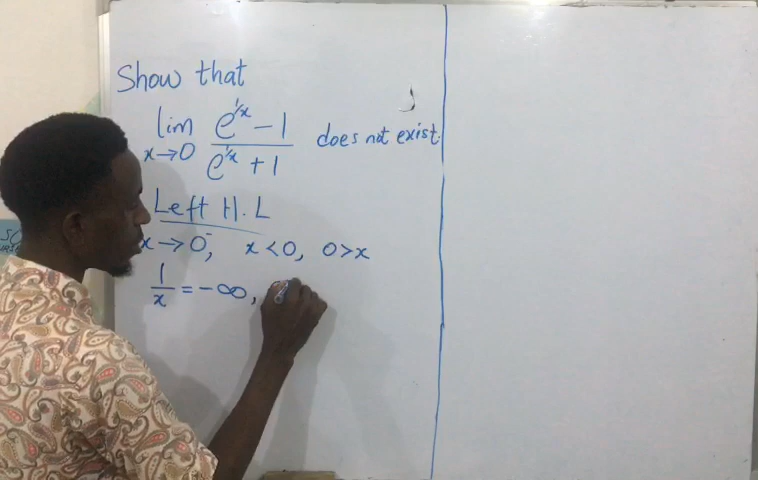 Show that
lim x→0 (e^{1/x} - 1)/(e^{1/x} + 1) does not exist.
Left H.L
x→0⁻, x<0, 0>x
1/x = -∞,